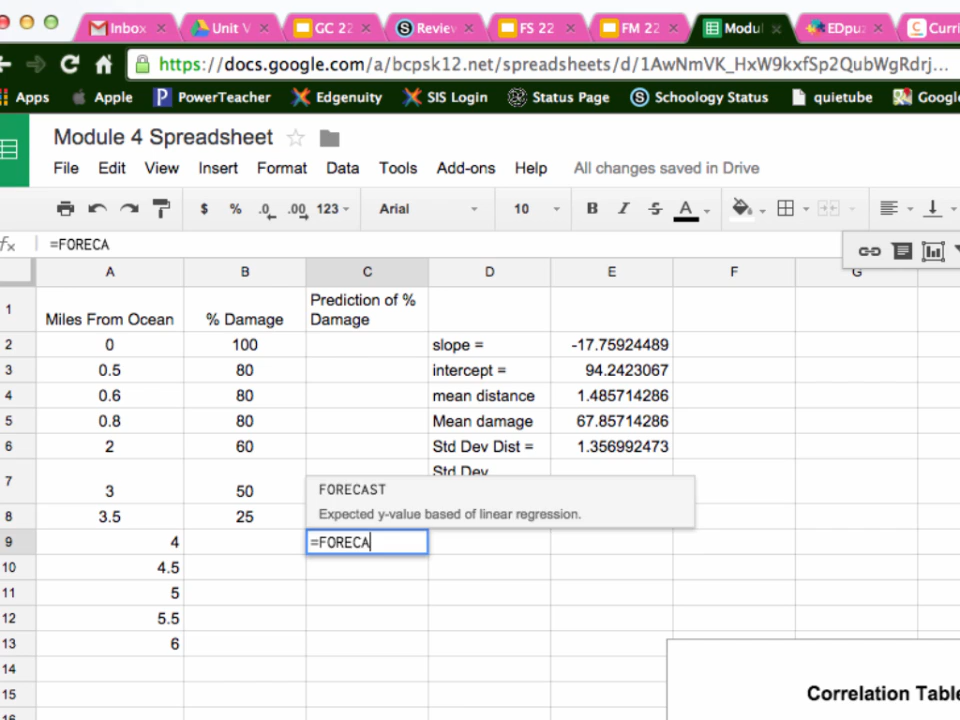 Inbox × Unit V × GC 22 × Review × FS 22 × FM 22 × Modul × EDpuz × Curri
https://docs.google.com/a/bcpsk12.net/spreadsheets/d/1AwNmVK_HxW9kxfSp2QubWgRdrj...
Apps Apple PowerTeacher Edgenuity SIS Login Status Page Schoology Status quietube Google
Module 4 Spreadsheet
File Edit View Insert Format Data Tools Add-ons Help All changes saved in Drive
$ % .0 .00 123 Arial 10 B I S A
fx =FORECA
A B C D E F G
1 Miles From Ocean % Damage Prediction of % Damage
2 0 100 slope = -17.75924489
3 0.5 80 intercept = 94.2423067
4 0.6 80 mean distance 1.485714286
5 0.8 80 Mean damage 67.85714286
6 2 60 Std Dev Dist = 1.356992473
7 3 50 Std Dev
FORECAST
Expected y-value based of linear regression.
8 3.5 25
9 4 =FORECA
10 4.5
11 5
12 5.5
13 6
14
15
16
Correlation Table